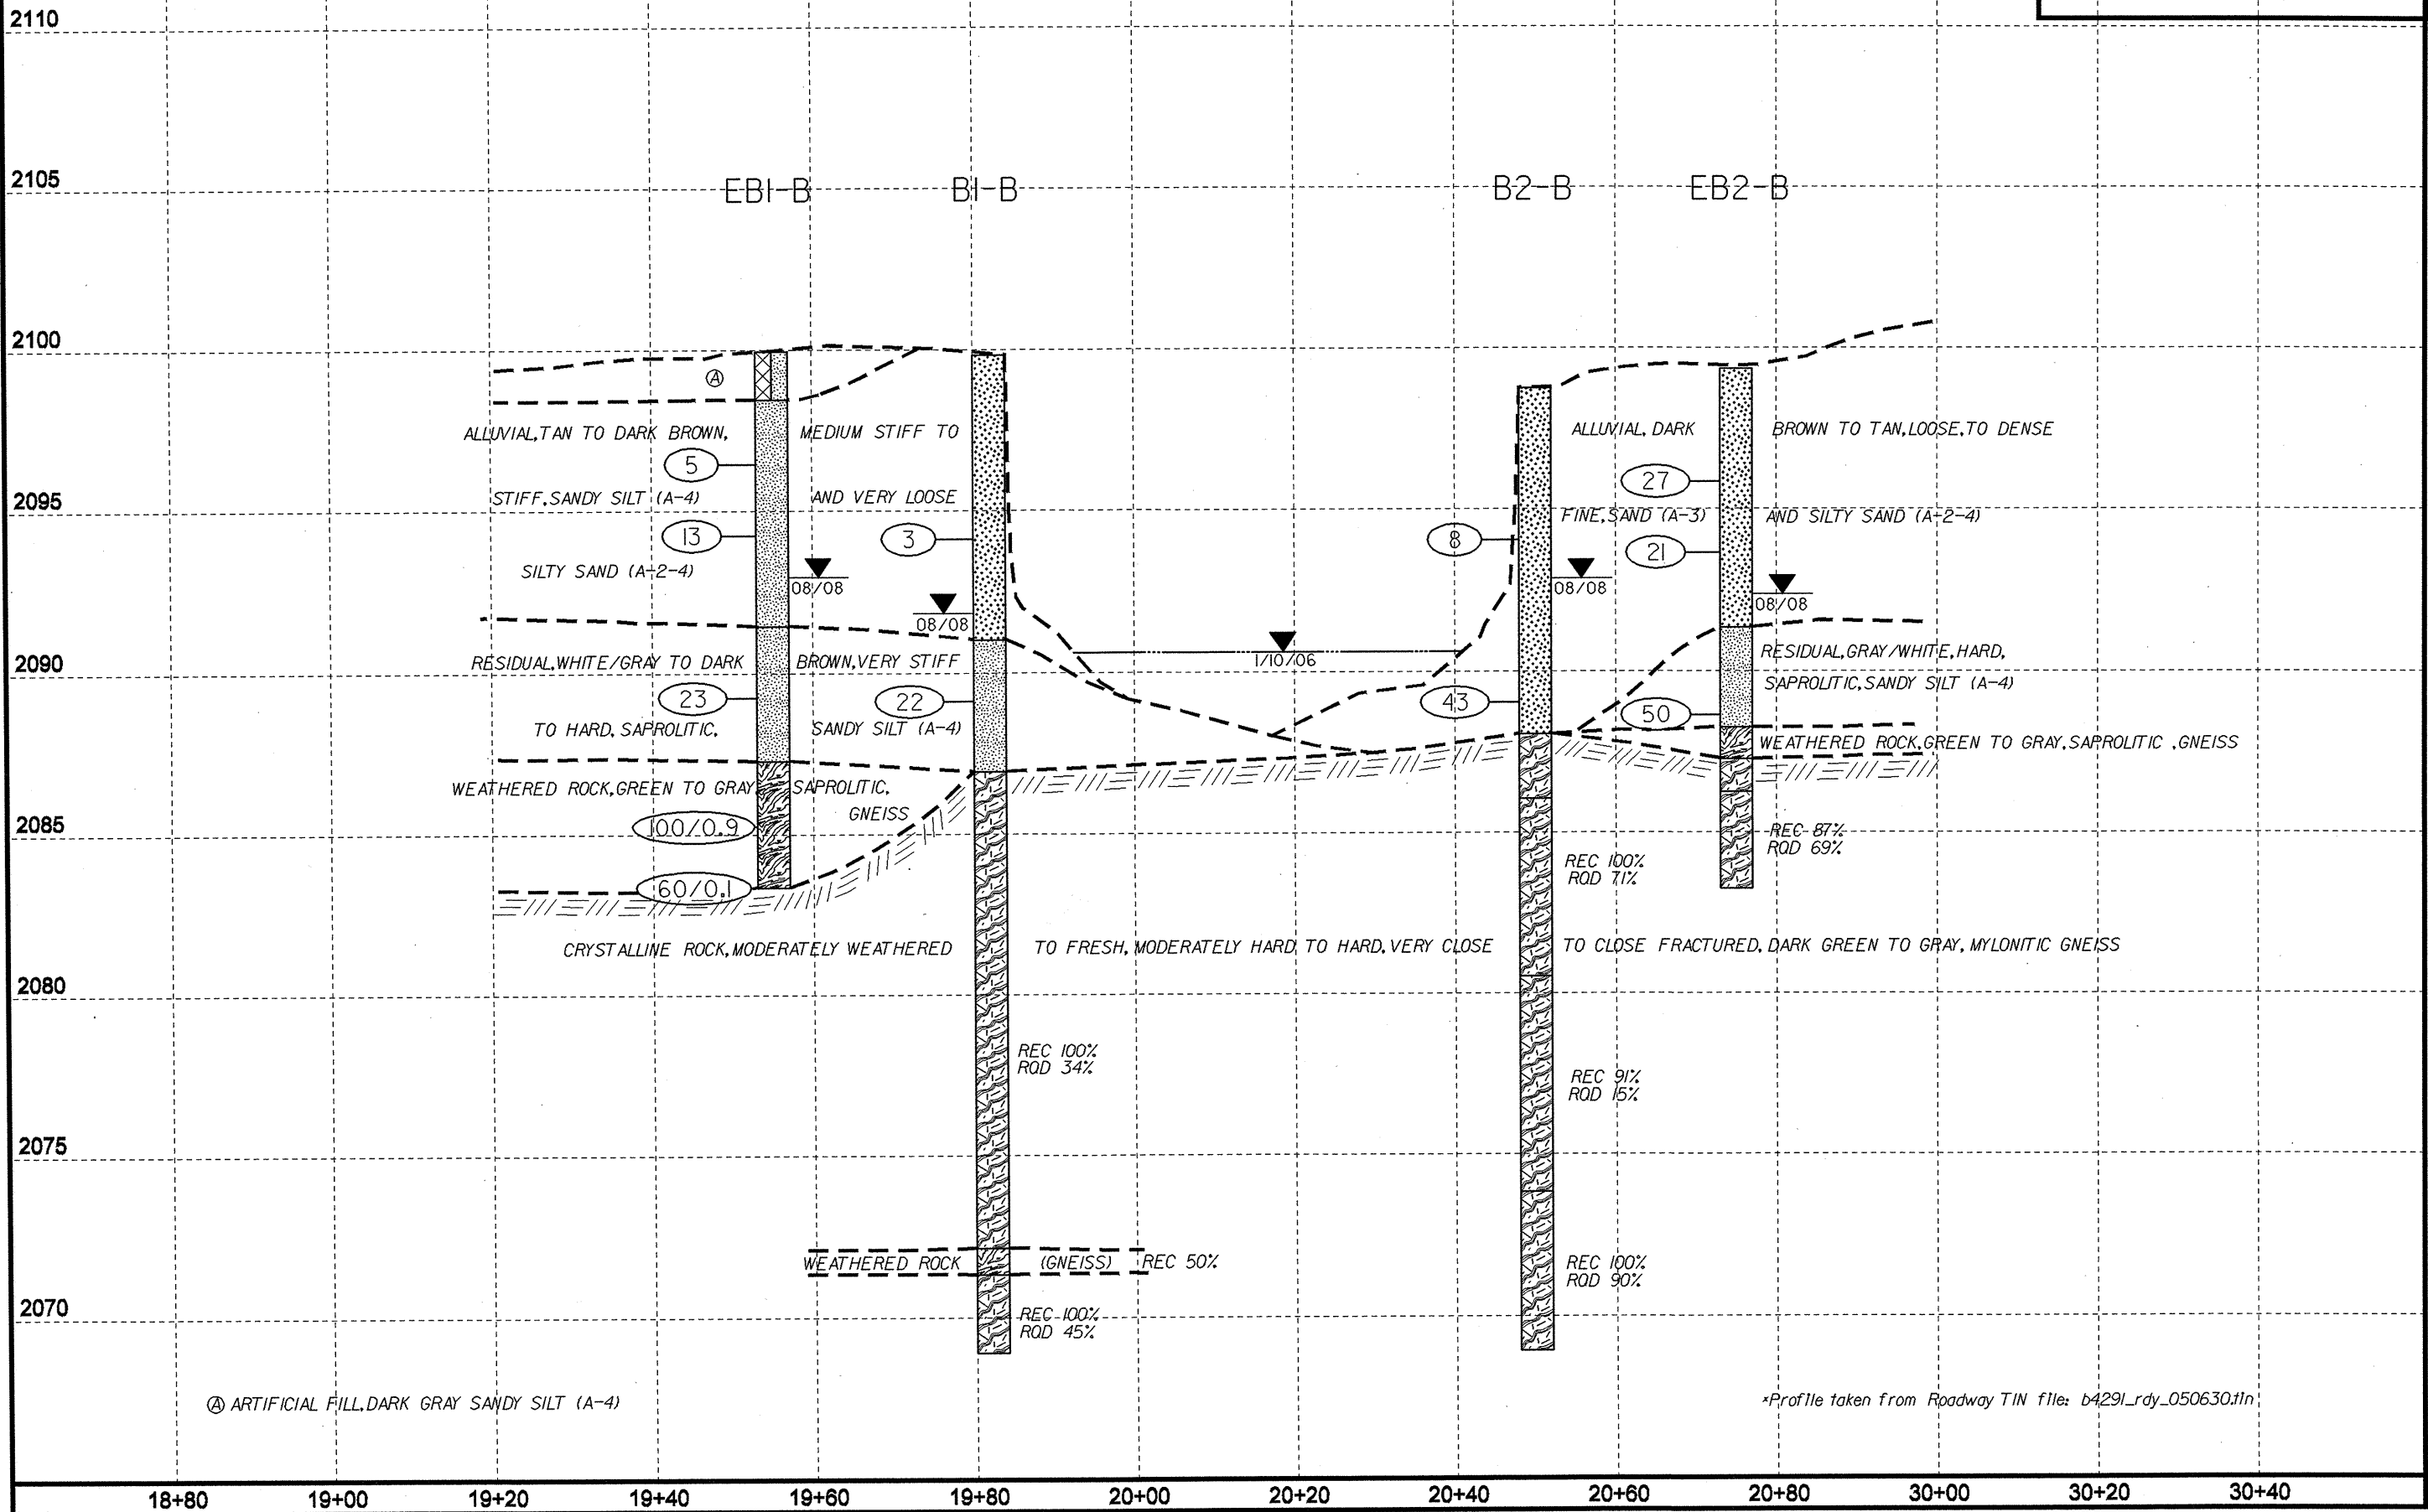 2110
2105
EB1-B B1-B B2-B EB2-B
2100
A
ALLUVIAL, TAN TO DARK BROWN, MEDIUM STIFF TO
ALLUVIAL, DARK BROWN TO TAN, LOOSE, TO DENSE
5
27
2095
STIFF, SANDY SILT (A-4) AND VERY LOOSE
FINE, SAND (A-3) AND SILTY SAND (A-2-4)
13
3
8
21
SILTY SAND (A-2-4)
08/08
08/08
08/08
08/08
1/10/06
2090
RESIDUAL, WHITE/GRAY TO DARK BROWN, VERY STIFF
RESIDUAL, GRAY/WHITE, HARD,
SAPROLITIC, SANDY SILT (A-4)
23
22
43
50
TO HARD, SAPROLITIC, SANDY SILT (A-4)
WEATHERED ROCK, GREEN TO GRAY, SAPROLITIC ,GNEISS
WEATHERED ROCK, GREEN TO GRAY SAPROLITIC,
GNEISS
2085
100/0.9
REC 87%
RQD 69%
REC 100%
RQD 71%
60/0.1
CRYSTALLINE ROCK, MODERATELY WEATHERED TO FRESH, MODERATELY HARD TO HARD, VERY CLOSE TO CLOSE FRACTURED, DARK GREEN TO GRAY, MYLONITIC GNEISS
2080
REC 100%
RQD 34%
REC 91%
RQD 15%
2075
WEATHERED ROCK (GNEISS) REC 50%
REC 100%
RQD 90%
2070
REC 100%
RQD 45%
A ARTIFICIAL FILL, DARK GRAY SANDY SILT (A-4)
*Profile taken from Roadway TIN file: b4291_rdy_050630.tin
18+80 19+00 19+20 19+40 19+60 19+80 20+00 20+20 20+40 20+60 20+80 30+00 30+20 30+40